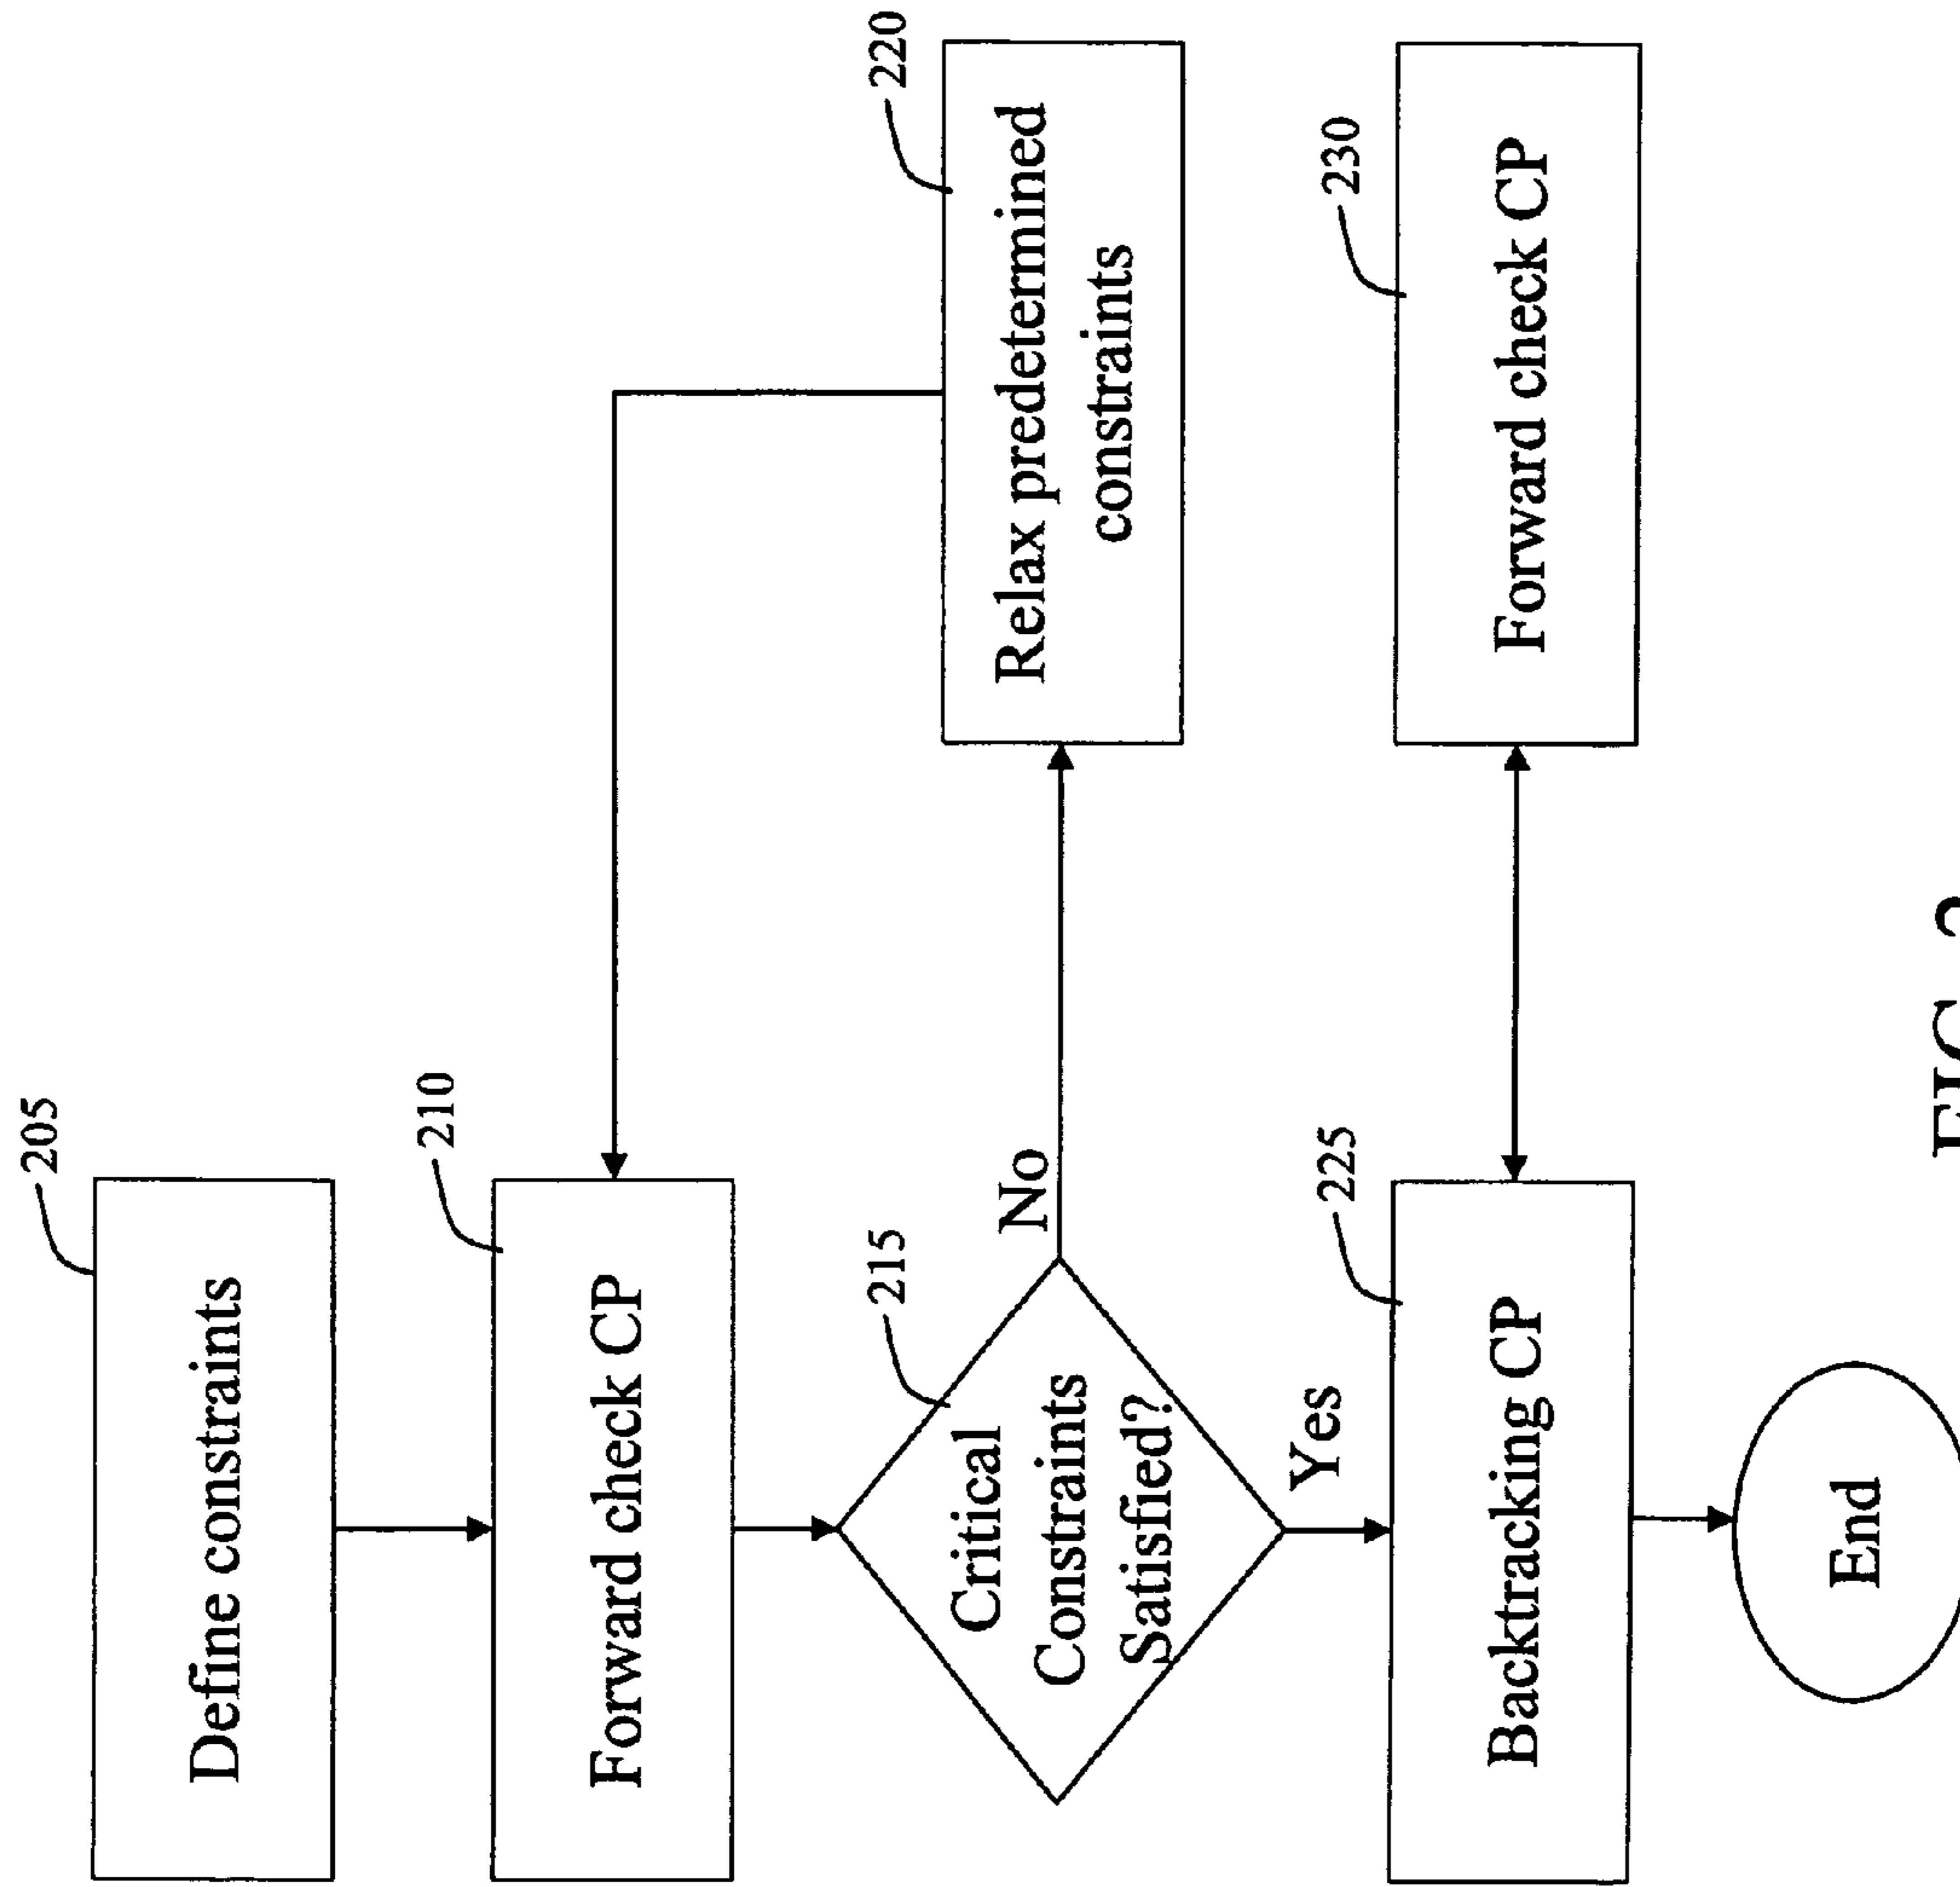 205
Define constraints
210
Forward check CP
215
Critical
Constraints
Satisfied?
No
220
Relax predetermined
constraints
Yes
225
Backtracking CP
230
Forward check CP
End